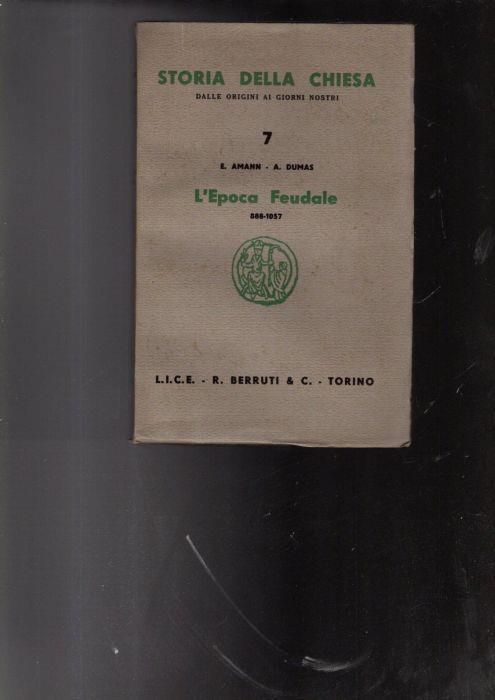 STORIA DELLA CHIESA
DALLE ORIGINI AI GIORNI NOSTRI
7
E. AMANN - A. DUMAS
L'Epoca Feudale
888-1057
L.I.C.E. - R. BERRUTI & C. - TORINO